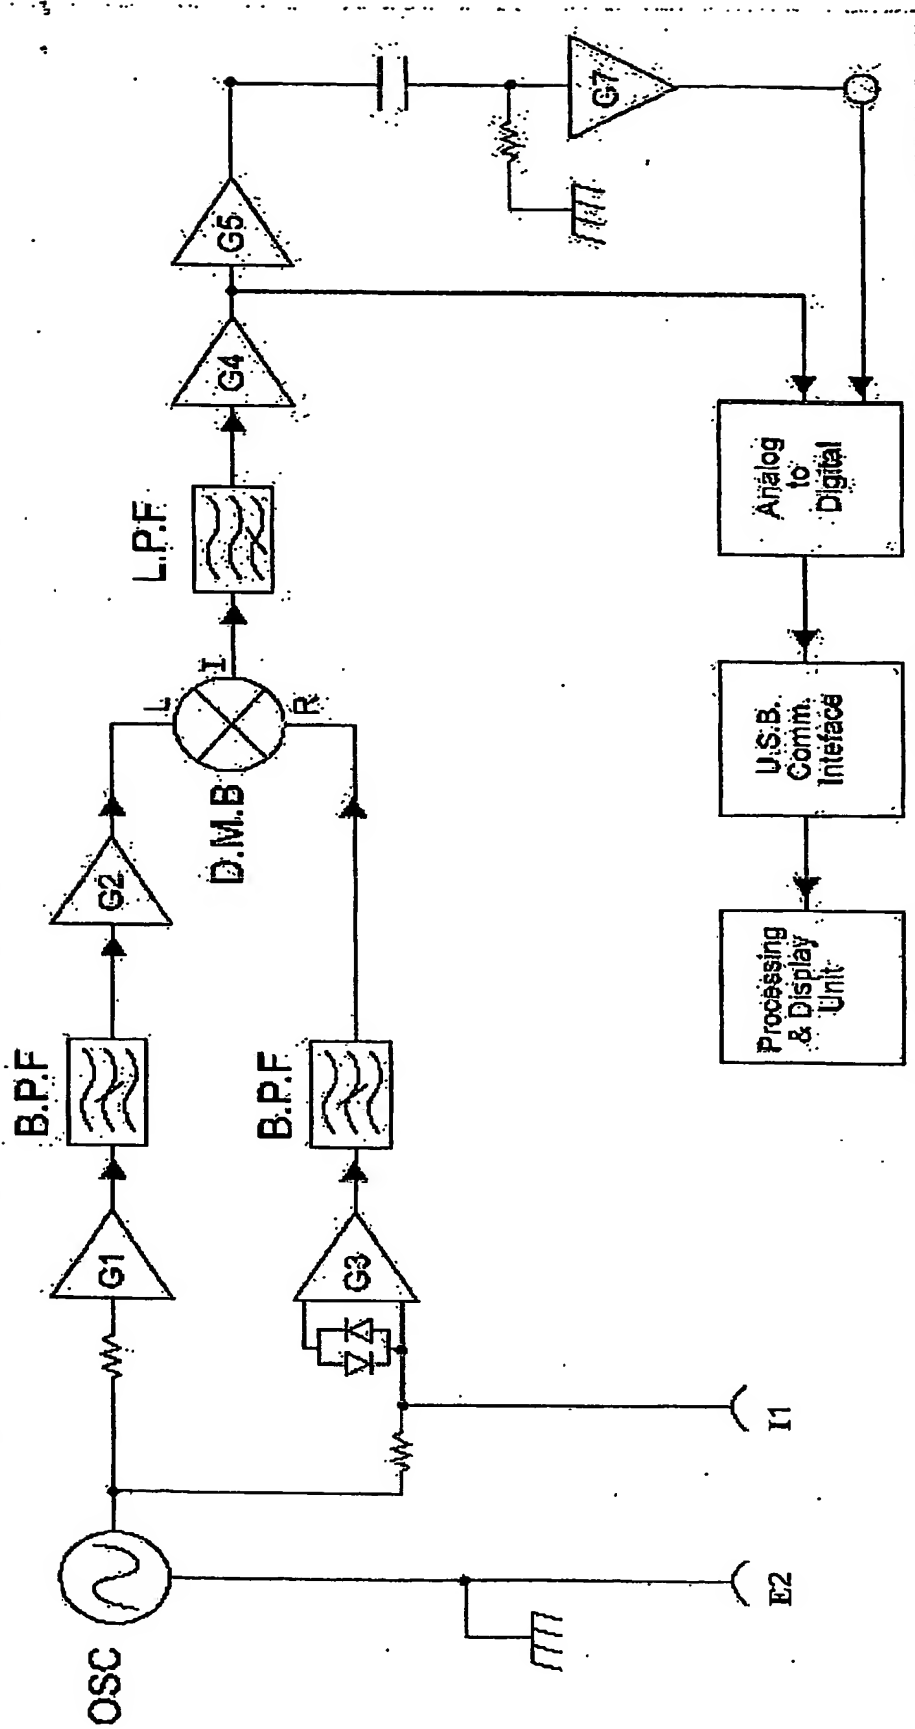 OSC
G1
B.P.F
G2
L
D.M.B
I
R
L.P.F
G4
G5
G7
G3
B.P.F
E2
I1
Analog
to
Digital
U.S.B.
Comm.
Inteface
Processing
& Display
Unit